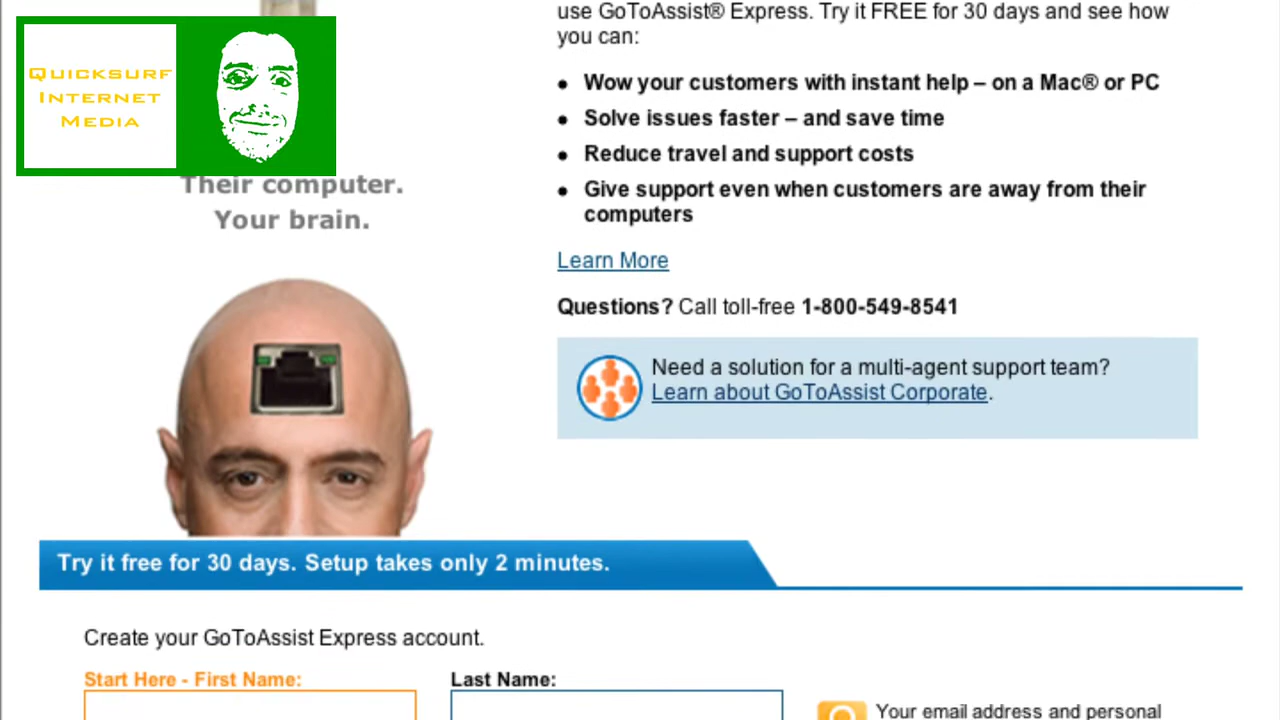 use GoToAssist® Express. Try it FREE for 30 days and see how
you can:
Quicksurf
Internet
Media
• Wow your customers with instant help – on a Mac® or PC
• Solve issues faster – and save time
• Reduce travel and support costs
• Give support even when customers are away from their
computers
Their computer.
Your brain.
Learn More
Questions? Call toll-free 1-800-549-8541
Need a solution for a multi-agent support team?
Learn about GoToAssist Corporate.
Try it free for 30 days. Setup takes only 2 minutes.
Create your GoToAssist Express account.
Start Here - First Name:
Last Name:
Your email address and personal